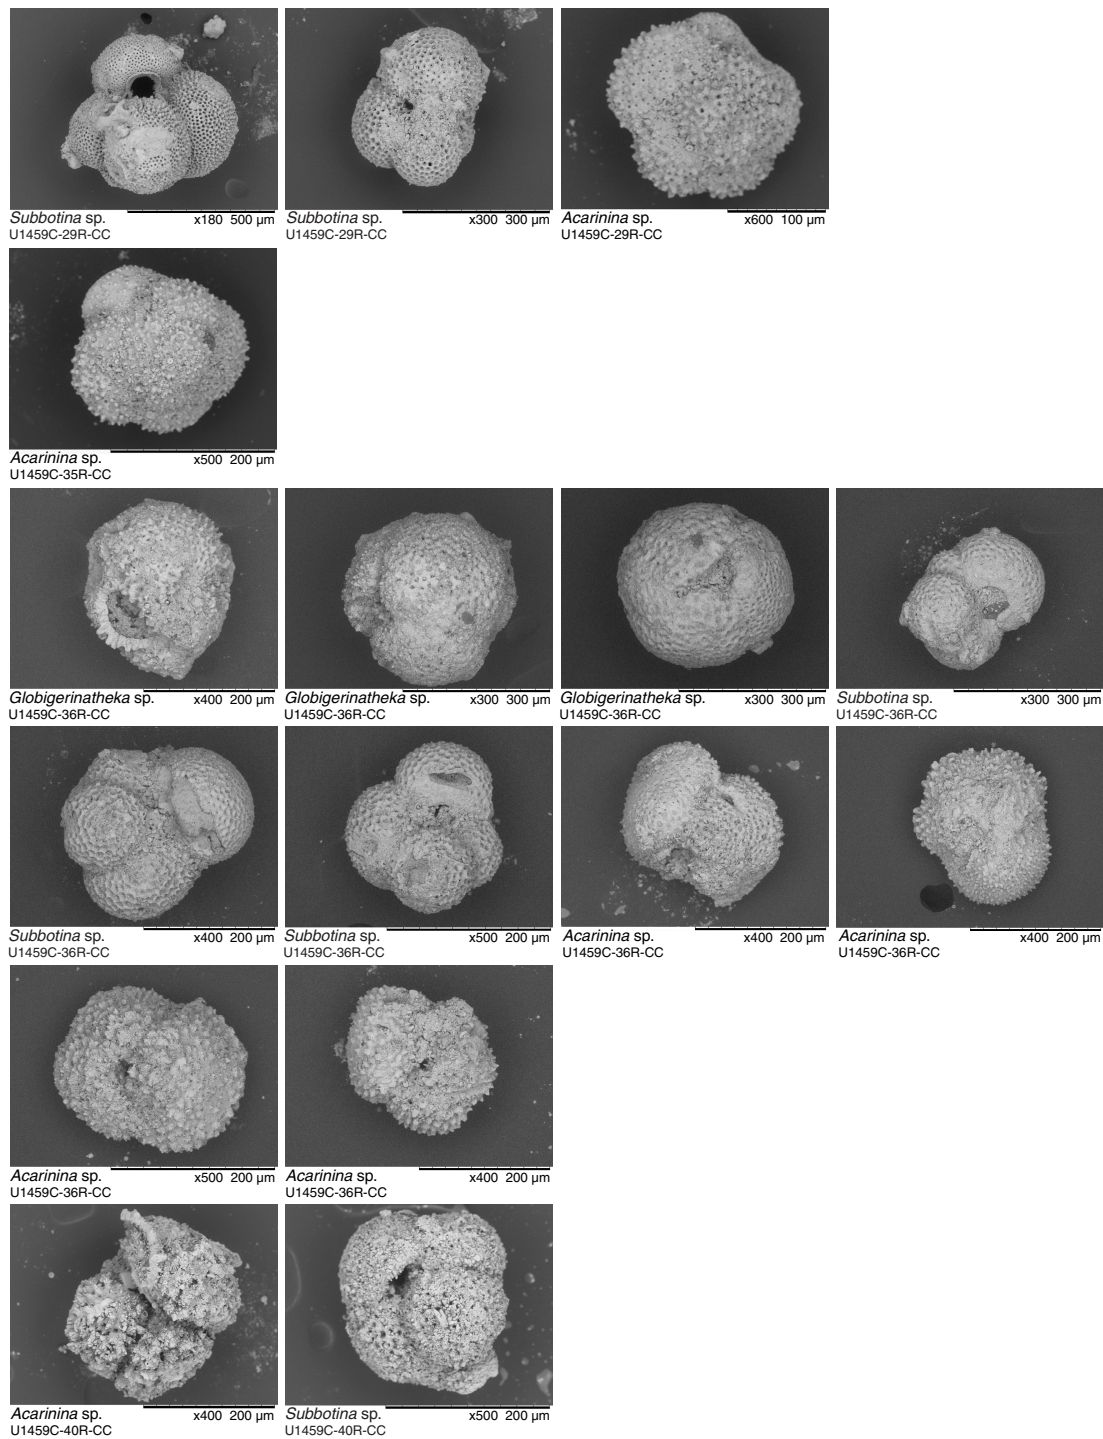 Subbotina sp. x180 500 µm
U1459C-29R-CC
Subbotina sp. x300 300 µm
U1459C-29R-CC
Acarinina sp. x600 100 µm
U1459C-29R-CC
Acarinina sp. x500 200 µm
U1459C-35R-CC
Globigerinatheka sp. x400 200 µm
U1459C-36R-CC
Globigerinatheka sp. x300 300 µm
U1459C-36R-CC
Globigerinatheka sp. x300 300 µm
U1459C-36R-CC
Subbotina sp. x300 300 µm
U1459C-36R-CC
Subbotina sp. x400 200 µm
U1459C-36R-CC
Subbotina sp. x500 200 µm
U1459C-36R-CC
Acarinina sp. x400 200 µm
U1459C-36R-CC
Acarinina sp. x400 200 µm
U1459C-36R-CC
Acarinina sp. x500 200 µm
U1459C-36R-CC
Acarinina sp. x400 200 µm
U1459C-36R-CC
Acarinina sp. x400 200 µm
U1459C-40R-CC
Subbotina sp. x500 200 µm
U1459C-40R-CC